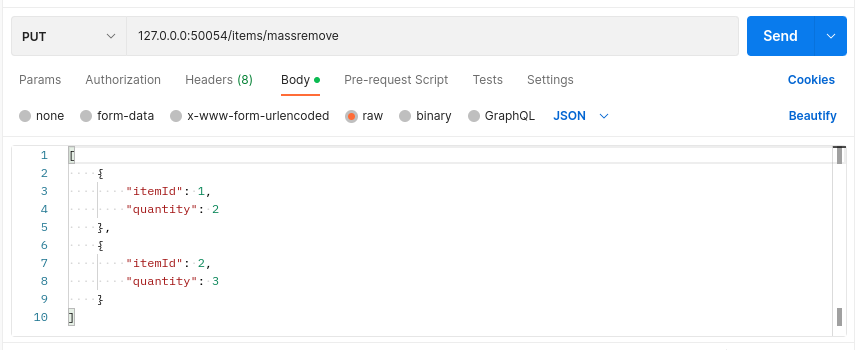 PUT 127.0.0.0:50054/items/massremove Send
Params Authorization Headers (8) Body Pre-request Script Tests Settings Cookies
none form-data x-www-form-urlencoded raw binary GraphQL JSON Beautify
1 [
2 {
3 "itemId": 1,
4 "quantity": 2
5 },
6 {
7 "itemId": 2,
8 "quantity": 3
9 }
10 ]